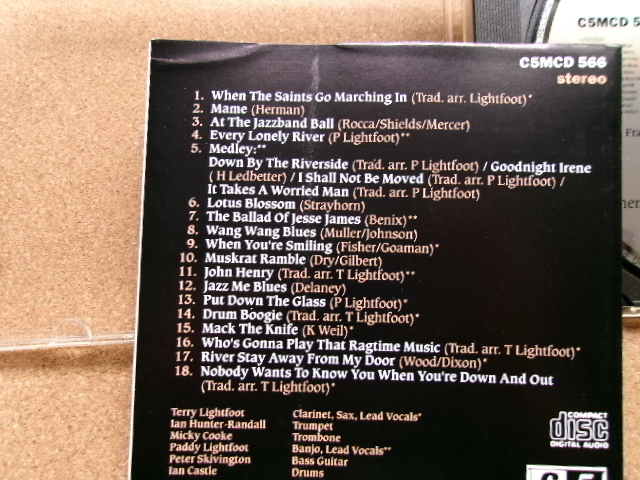 C5MCD 5
C5MCD 566
stereo
1. When The Saints Go Marching In (Trad. arr. Lightfoot)*
2. Mame (Herman)
3. At The Jazzband Ball (Rocca/Shields/Mercer)
4. Every Lonely River (P Lightfoot)**
5. Medley:**
Down By The Riverside (Trad. arr. P Lightfoot) / Goodnight Irene
( H Ledbetter) / I Shall Not Be Moved (Trad. arr. P Lightfoot) /
It Takes A Worried Man (Trad. arr. P Lightfoot)
6. Lotus Blossom (Strayhorn)
7. The Ballad Of Jesse James (Benix)**
8. Wang Wang Blues (Muller/Johnson)
9. When You're Smiling (Fisher/Goaman)*
10. Muskrat Ramble (Dry/Gilbert)
11. John Henry (Trad. arr. T Lightfoot)**
12. Jazz Me Blues (Delaney)
13. Put Down The Glass (P Lightfoot)*
14. Drum Boogie (Trad. arr. T Lightfoot)*
15. Mack The Knife (K Weil)*
16. Who's Gonna Play That Ragtime Music (Trad. arr. T Lightfoot)*
17. River Stay Away From My Door (Wood/Dixon)*
18. Nobody Wants To Know You When You're Down And Out
(Trad. arr. T Lightfoot)*
Terry Lightfoot Clarinet, Sax, Lead Vocals*
Ian Hunter-Randall Trumpet
Micky Cooke Trombone
Paddy Lightfoot Banjo, Lead Vocals**
Peter Skivington Bass Guitar
Ian Castle Drums
COMPACT
disc
DIGITAL AUDIO
Fra